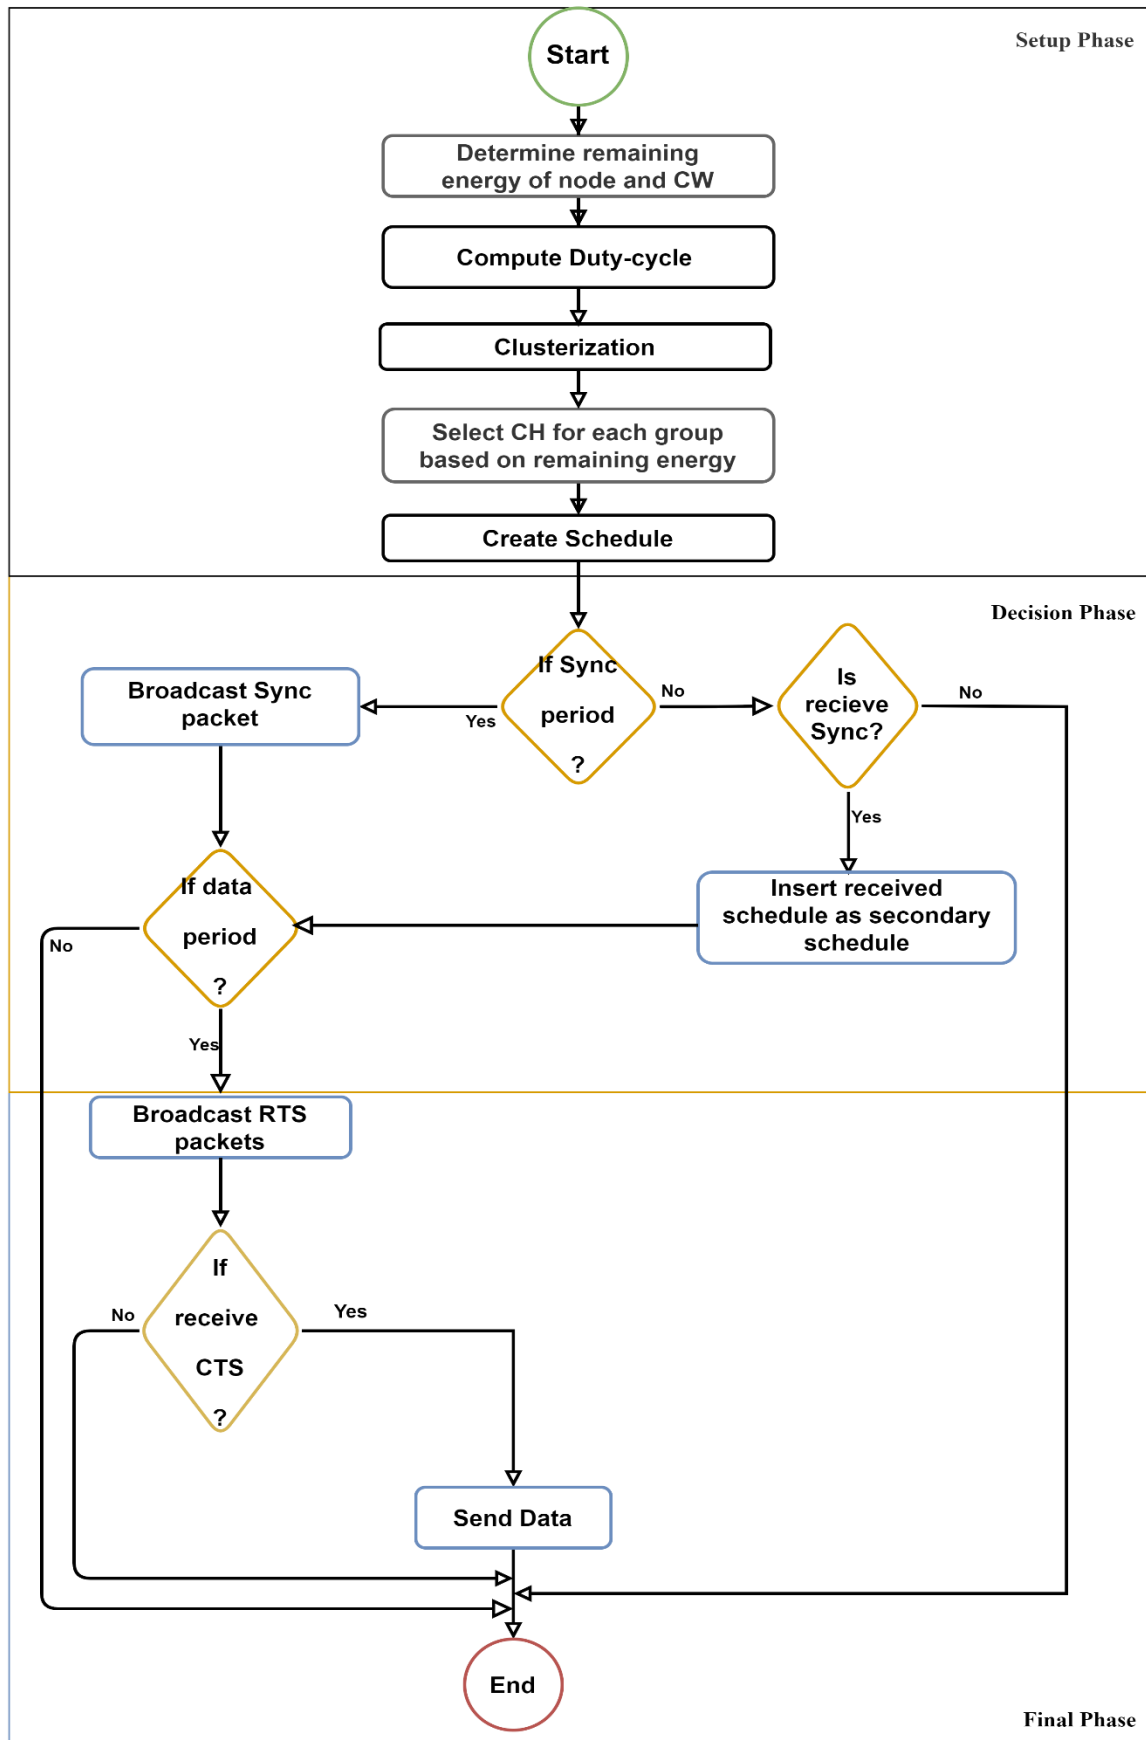 Start
Setup Phase
Determine remaining
energy of node and CW
Compute Duty-cycle
Clusterization
Select CH for each group
based on remaining energy
Create Schedule
Decision Phase
Broadcast Sync
packet
Yes
If Sync
period
?
No
Is
recieve
Sync?
No
Yes
If data
period
?
No
Insert received
schedule as secondary
schedule
Yes
Broadcast RTS
packets
If
receive
CTS
?
No
Yes
Send Data
End
Final Phase